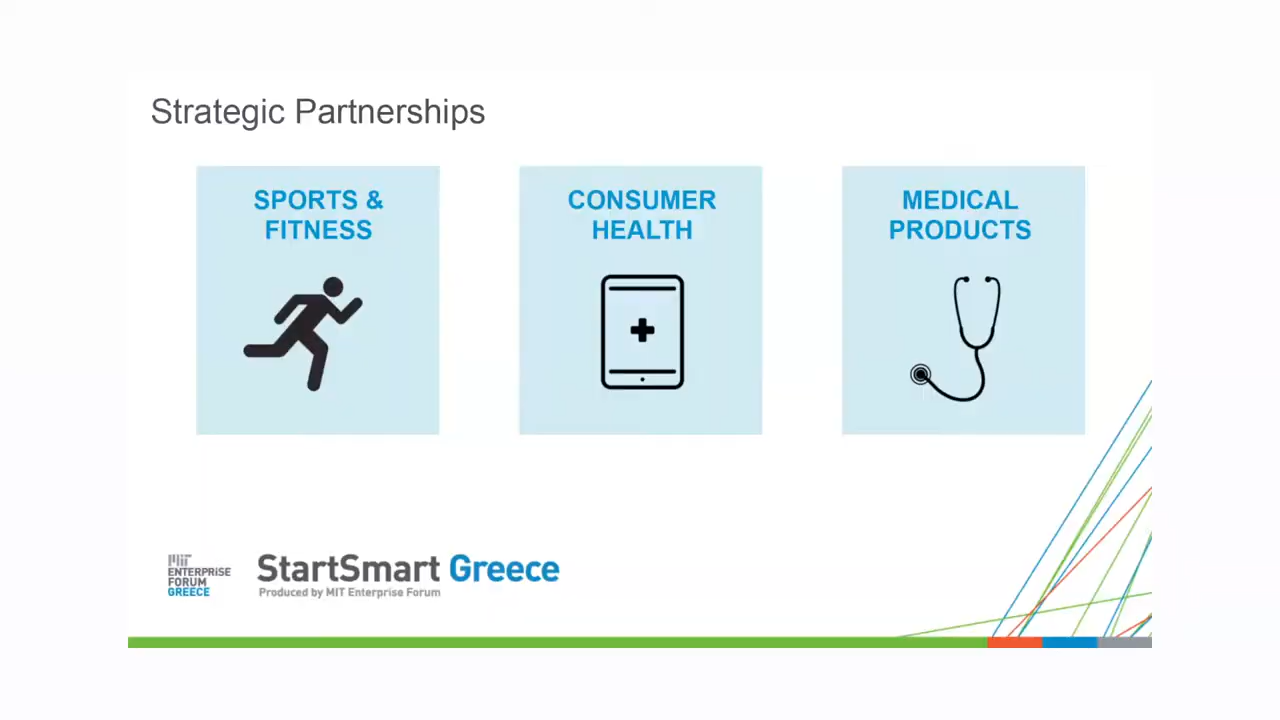 Strategic Partnerships
SPORTS &
FITNESS
CONSUMER
HEALTH
MEDICAL
PRODUCTS
MIT
ENTERPRISE
FORUM
GREECE
StartSmart Greece
Produced by MIT Enterprise Forum